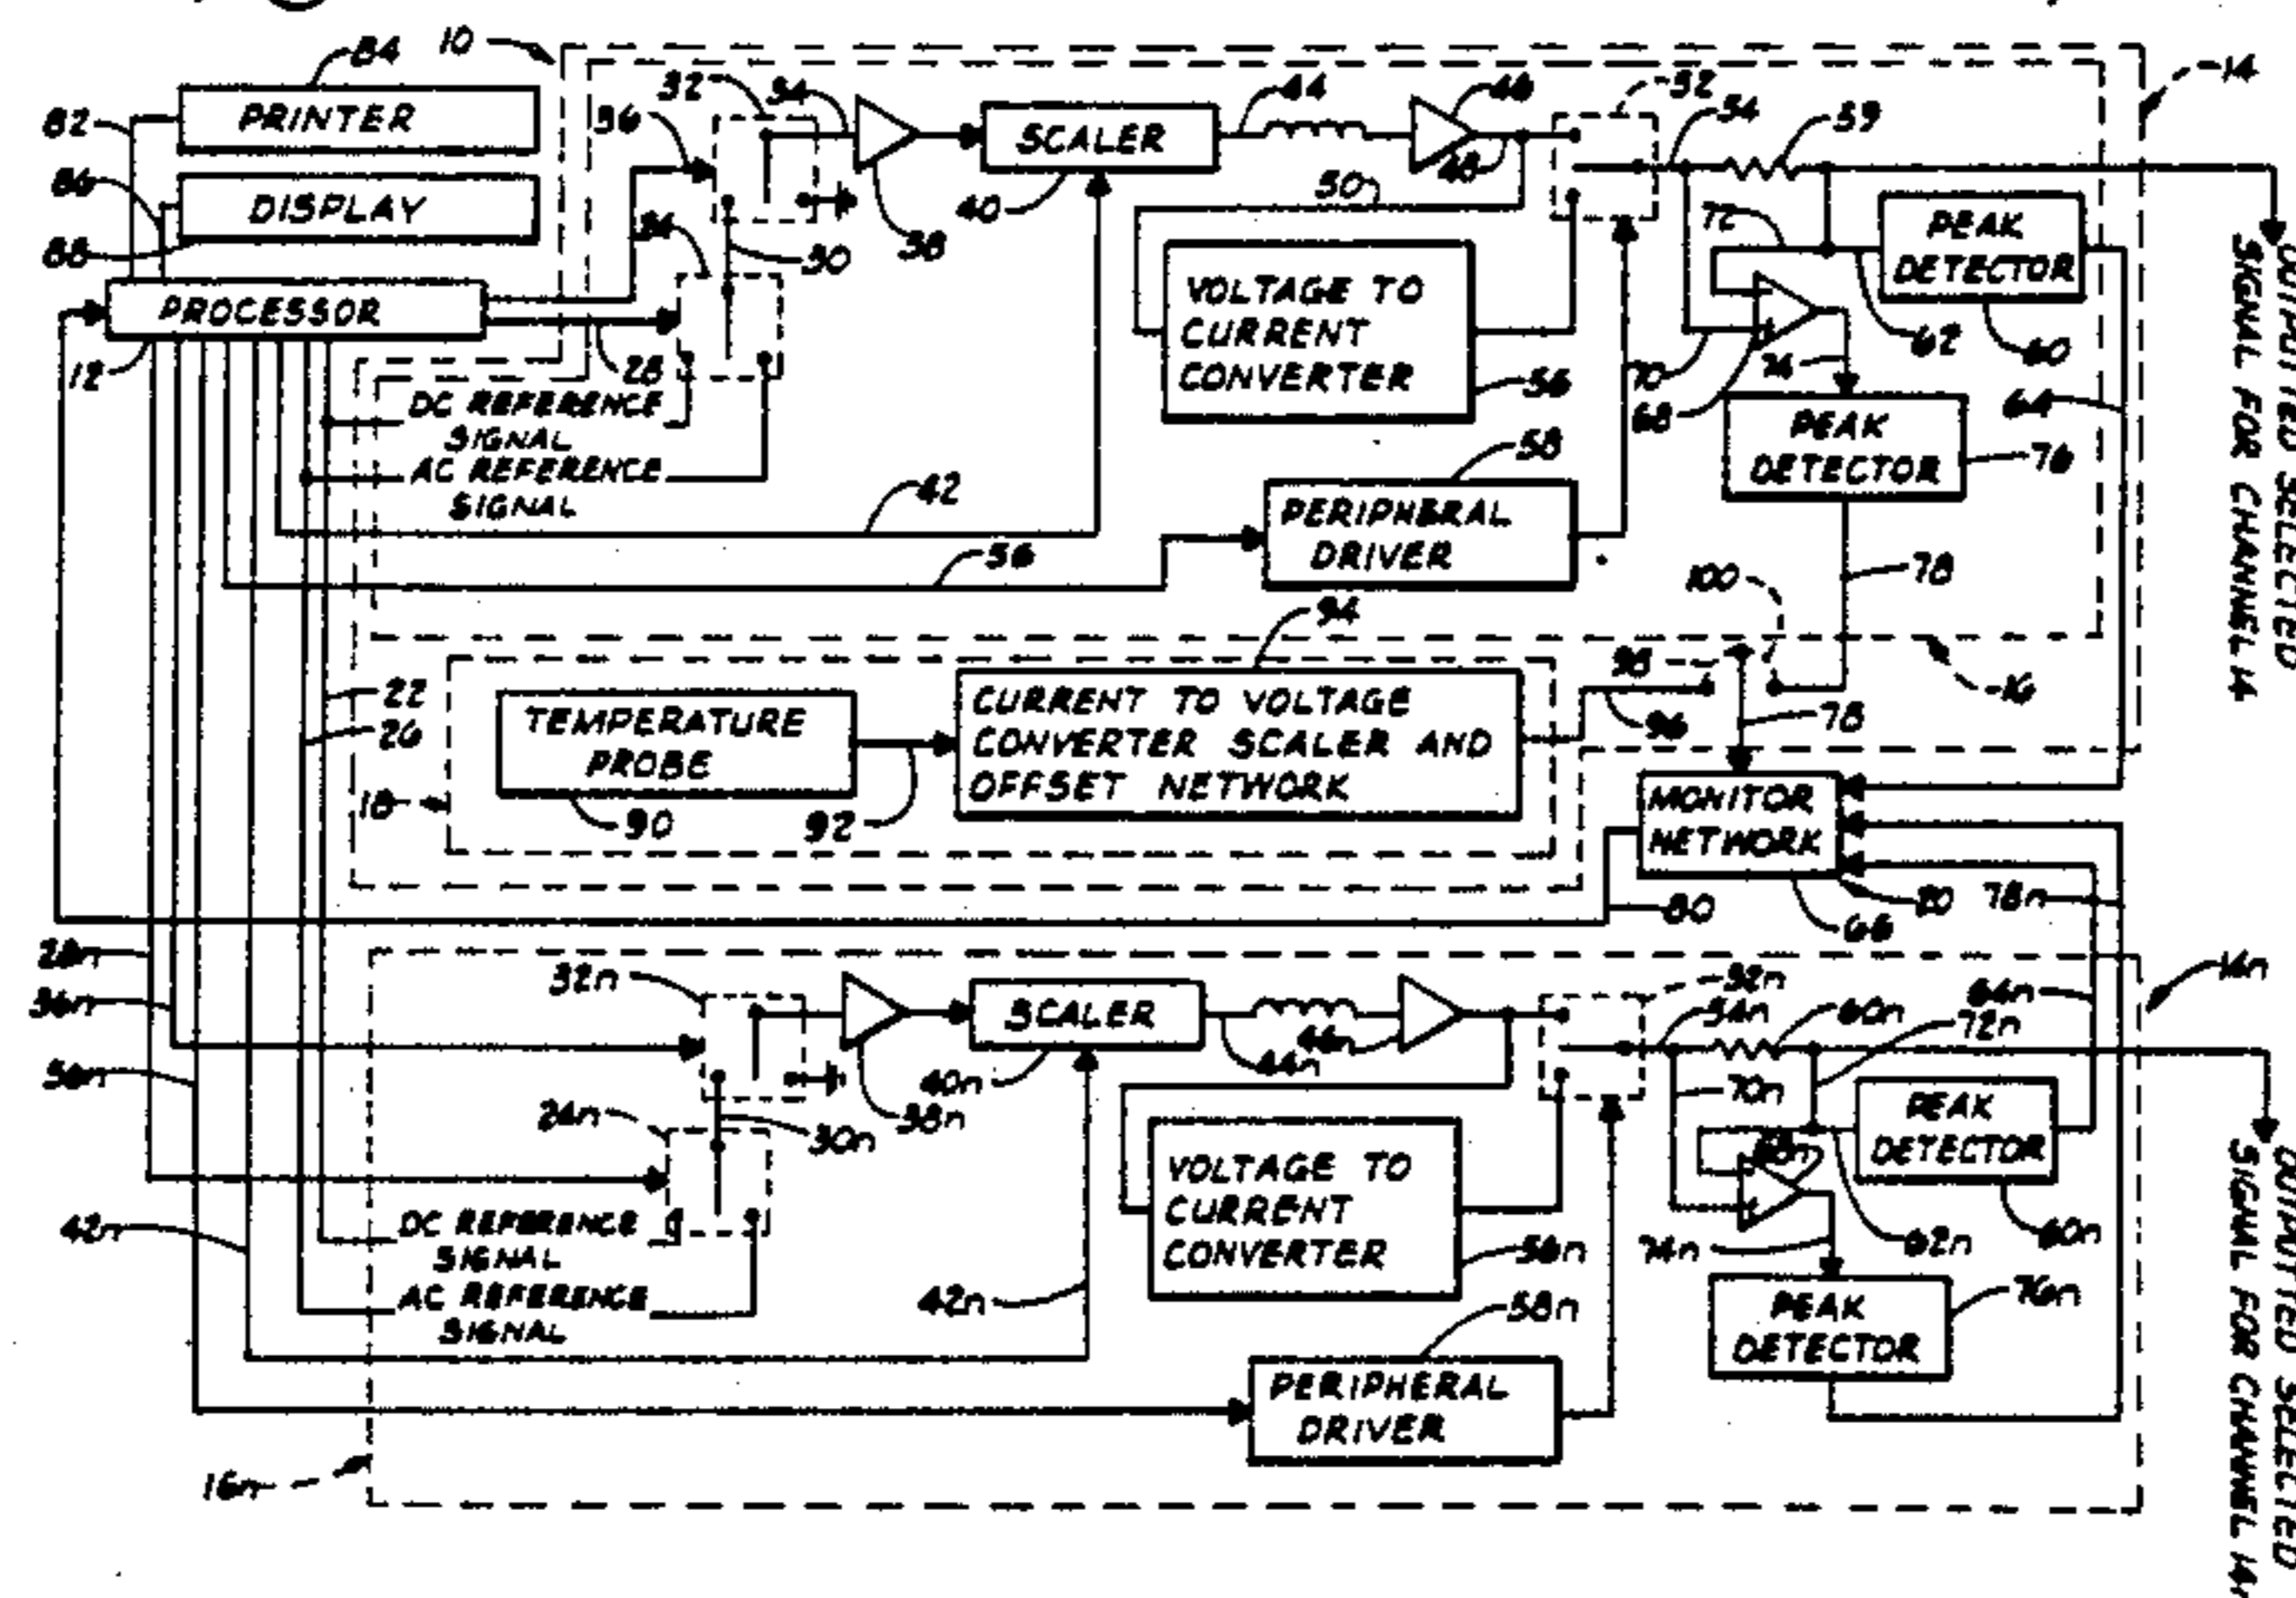 84
10
14
PRINTER
82
32
34
36
SCALER
44
46
52
54
59
86
DISPLAY
88
40
38
50
48
72
PEAK
DETECTOR
PROCESSOR
12
28
30
VOLTAGE TO
CURRENT
CONVERTER
56
70
68
74
62
60
64
DC REFERENCE
SIGNAL
AC REFERENCE
SIGNAL
PEAK
DETECTOR
76
42
58
56
PERIPHERAL
DRIVER
100
78
94
22
26
18
TEMPERATURE
PROBE
90
92
CURRENT TO VOLTAGE
CONVERTER SCALER AND
OFFSET NETWORK
98
96
78
16
MONITOR
NETWORK
80
66
20
78n
OUTPUTTED SELECTED
SIGNAL FOR CHANNEL 14
28n
36n
56n
42n
32n
SCALER
40n
38n
44n
46n
52n
54n
60n
72n
64n
16n
24n
30n
70n
68n
PEAK
DETECTOR
VOLTAGE TO
CURRENT
CONVERTER
56n
74n
62n
60n
DC REFERENCE
SIGNAL
AC REFERENCE
SIGNAL
42n
58n
PEAK
DETECTOR
76n
PERIPHERAL
DRIVER
16n
OUTPUTTED SELECTED
SIGNAL FOR CHANNEL